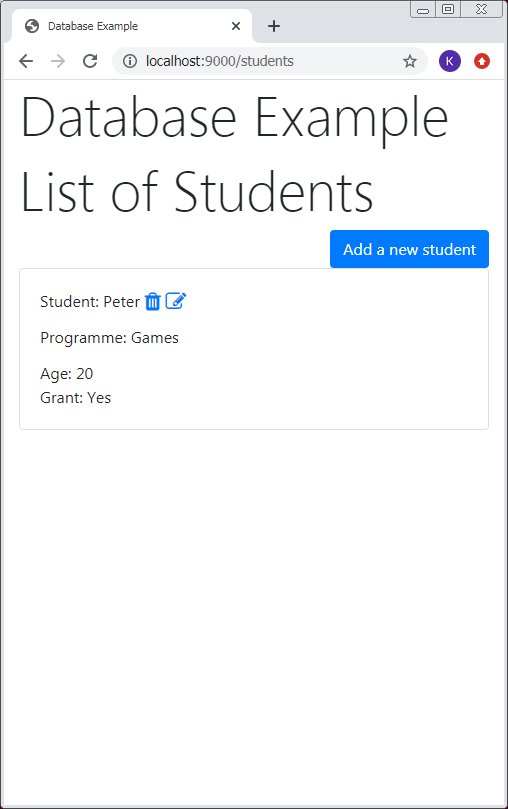 Database Example
localhost:9000/students
K
Database Example
List of Students
Add a new student
Student: Peter
Programme: Games
Age: 20
Grant: Yes